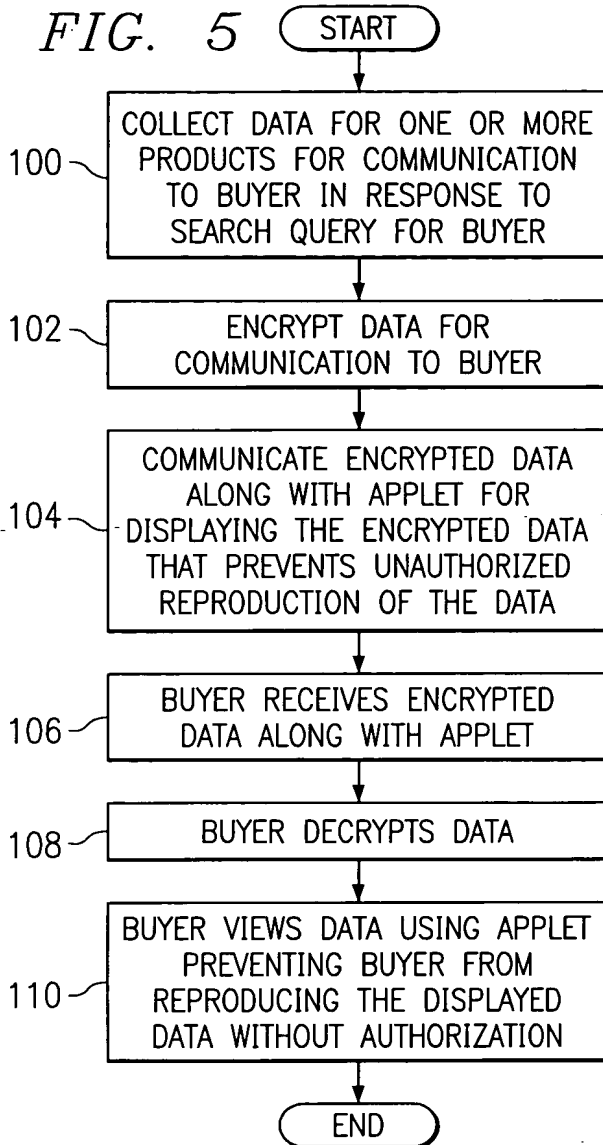 FIG. 5
START
100
COLLECT DATA FOR ONE OR MORE
PRODUCTS FOR COMMUNICATION
TO BUYER IN RESPONSE TO
SEARCH QUERY FOR BUYER
102
ENCRYPT DATA FOR
COMMUNICATION TO BUYER
104
COMMUNICATE ENCRYPTED DATA
ALONG WITH APPLET FOR
DISPLAYING THE ENCRYPTED DATA
THAT PREVENTS UNAUTHORIZED
REPRODUCTION OF THE DATA
106
BUYER RECEIVES ENCRYPTED
DATA ALONG WITH APPLET
108
BUYER DECRYPTS DATA
110
BUYER VIEWS DATA USING APPLET
PREVENTING BUYER FROM
REPRODUCING THE DISPLAYED
DATA WITHOUT AUTHORIZATION
END